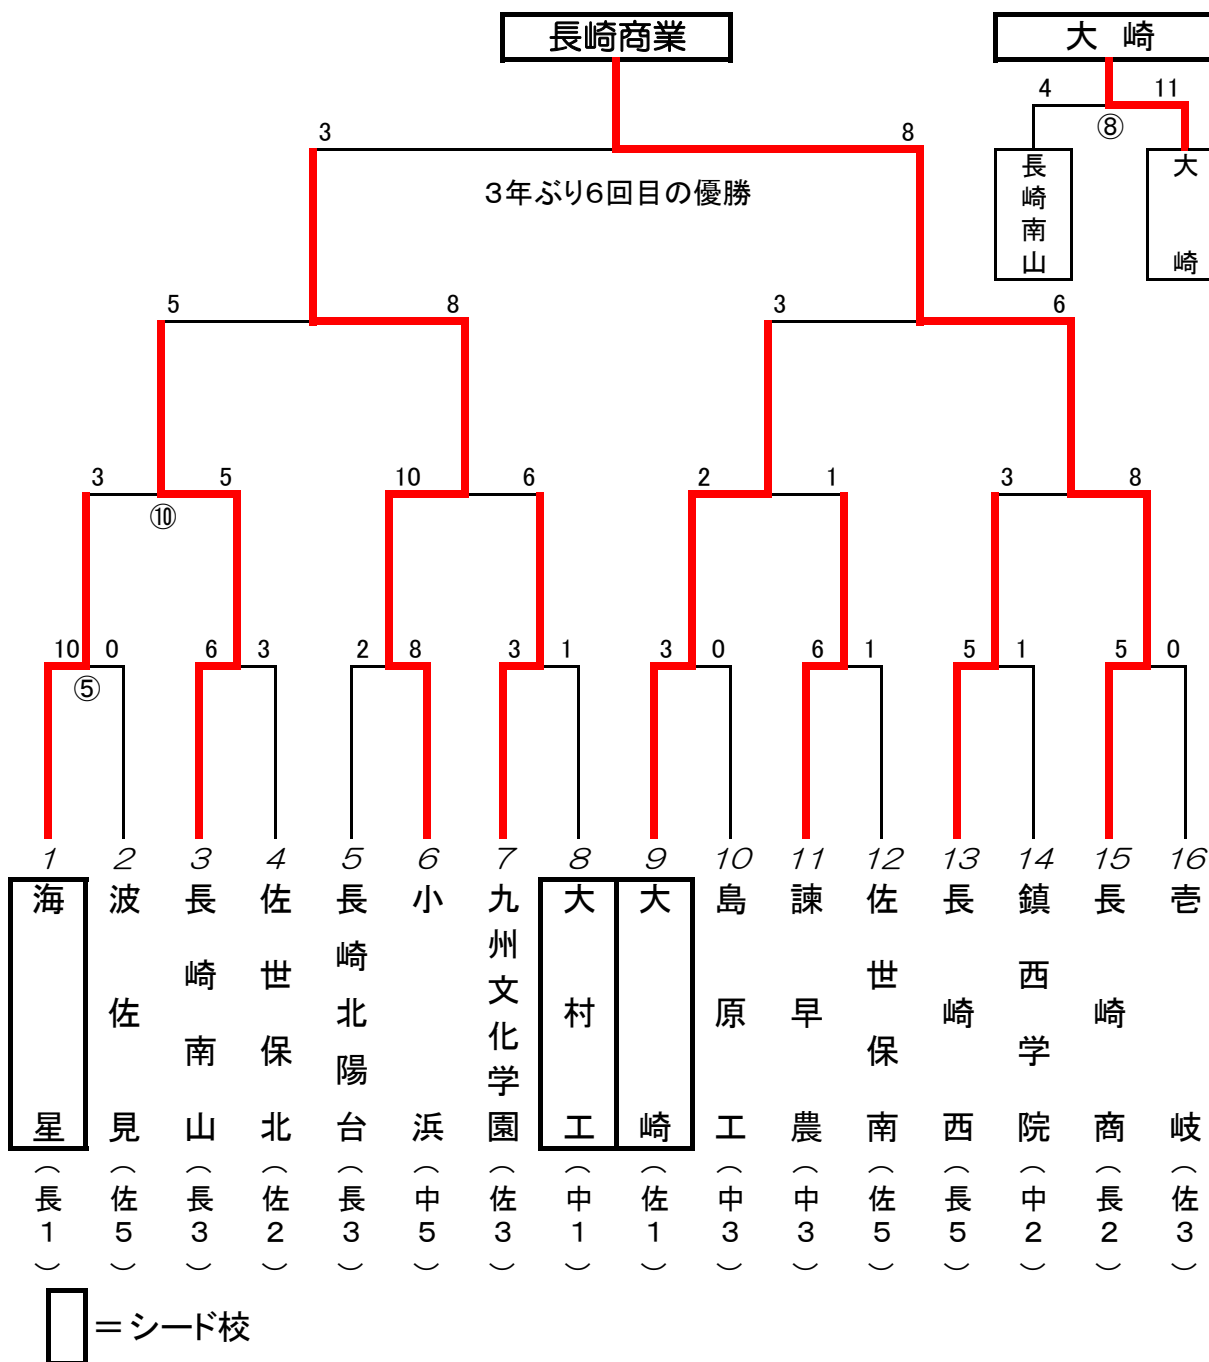 長崎商業
大 崎
4 11
⑧
長崎南山
大崎
3 8
3年ぶり6回目の優勝
5 8 3 6
3 5 10 6 2 1 3 8
⑩
10 0 6 3 2 8 3 1 3 0 6 1 5 1 5 0
⑤
1 2 3 4 5 6 7 8 9 10 11 12 13 14 15 16
海星(長1)
波佐見(佐5)
長崎南山(長3)
佐世保北(佐2)
長崎北陽台(長3)
小浜(中5)
九州文化学園(佐3)
大村工(中1)
大崎(佐1)
島原工(中3)
諫早農(中3)
佐世保南(佐5)
長崎西(長5)
鎮西学院(中2)
長崎商(長2)
壱岐(佐3)
=シード校